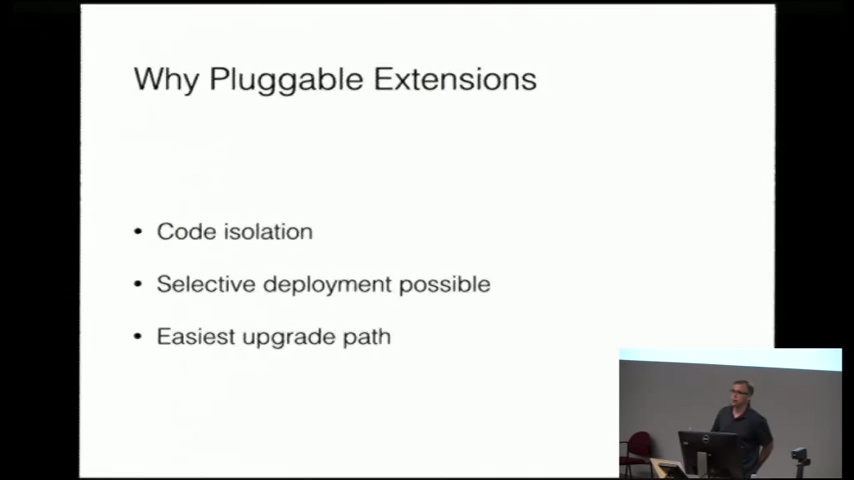 Why Pluggable Extensions
• Code isolation
• Selective deployment possible
• Easiest upgrade path